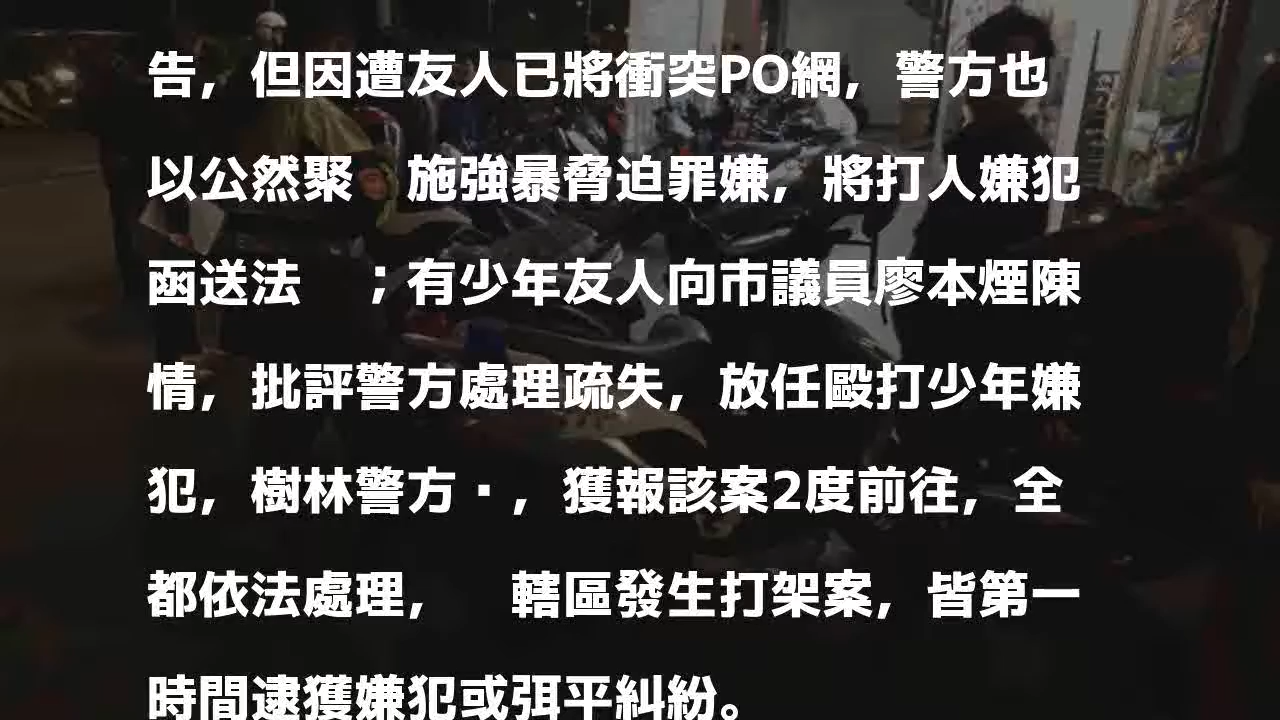 告，但因遭友人已將衝突PO網，警方也
以公然聚　施強暴脅迫罪嫌，將打人嫌犯
函送法　；有少年友人向市議員廖本煙陳
情，批評警方處理疏失，放任毆打少年嫌
犯，樹林警方·，獲報該案2度前往，全
都依法處理，　轄區發生打架案，皆第一
時間逮獲嫌犯或弭平糾紛。